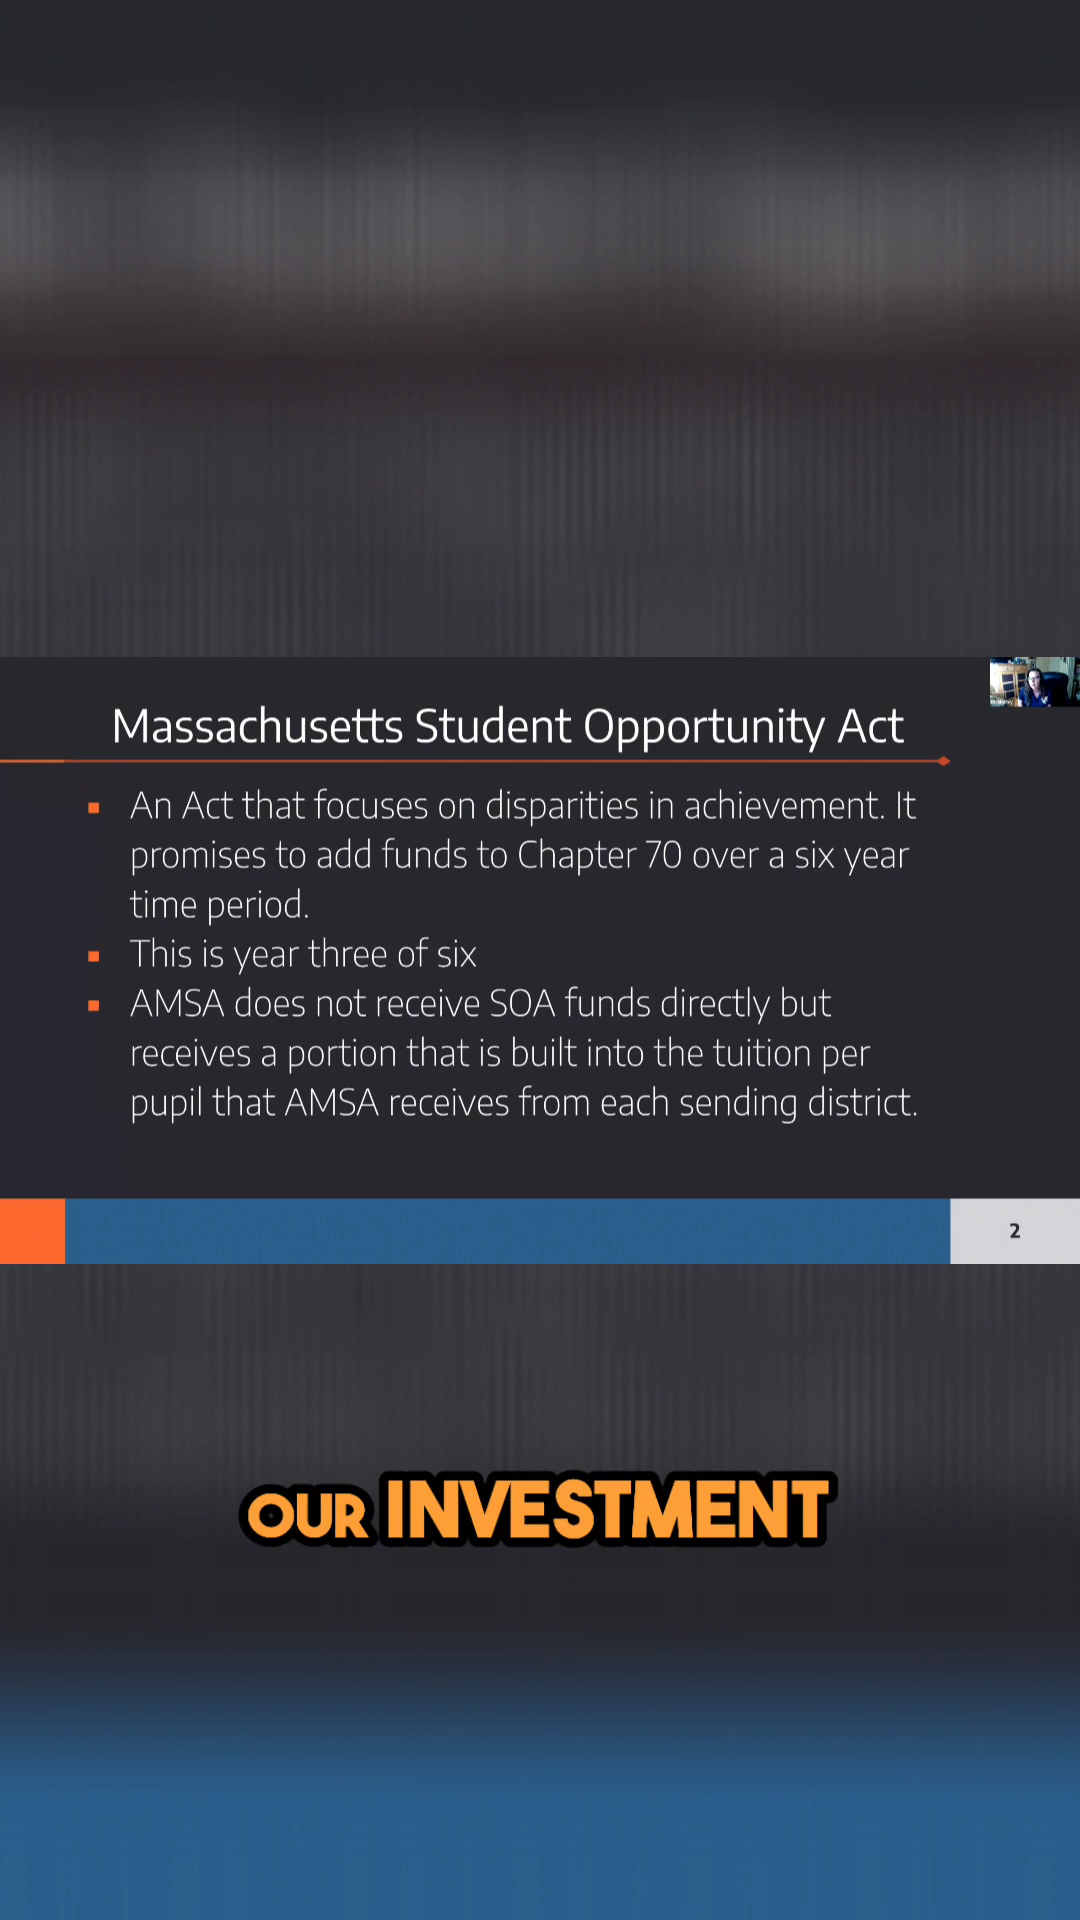 Massachusetts Student Opportunity Act
▪ An Act that focuses on disparities in achievement. It
promises to add funds to Chapter 70 over a six year
time period.
▪ This is year three of six
▪ AMSA does not receive SOA funds directly but
receives a portion that is built into the tuition per
pupil that AMSA receives from each sending district.
2
OUR INVESTMENT